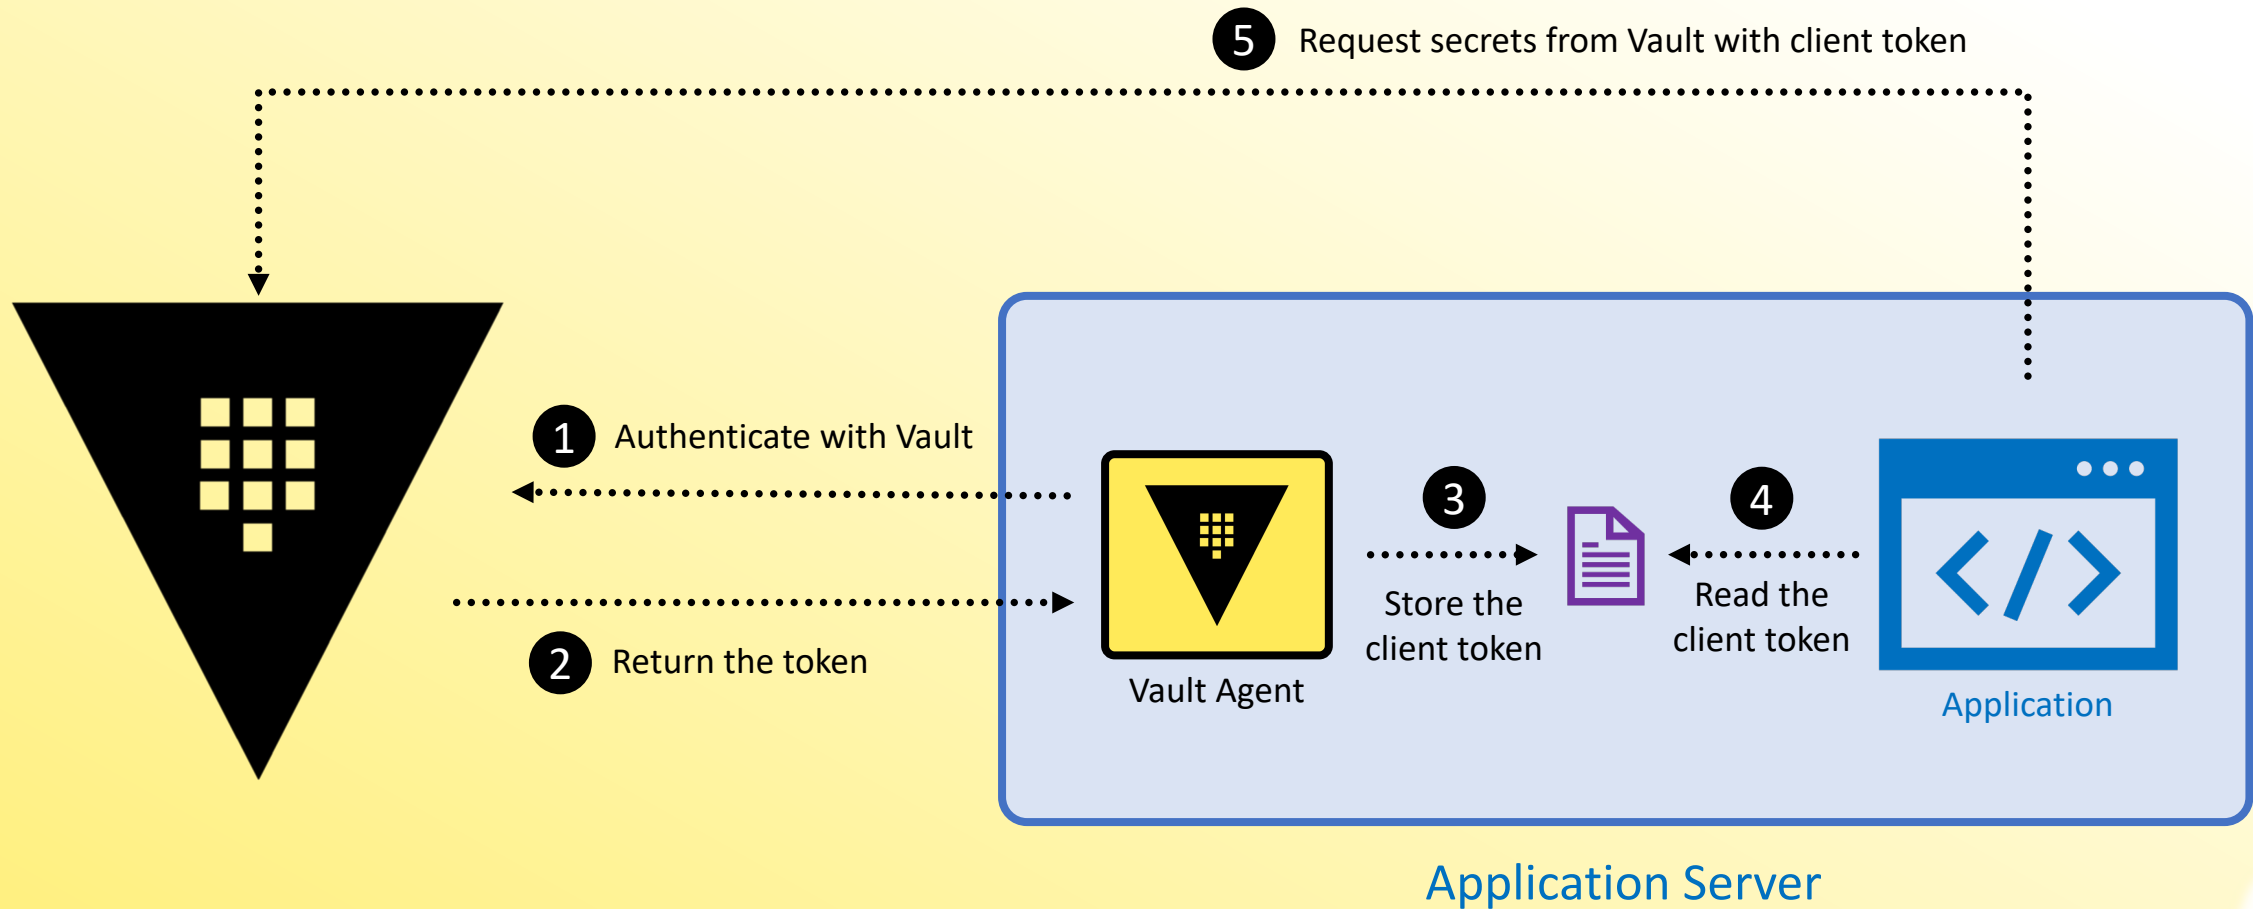 5 Request secrets from Vault with client token
1 Authenticate with Vault
2 Return the token
Vault Agent
3
Store the
client token
4
Read the
client token
Application
Application Server